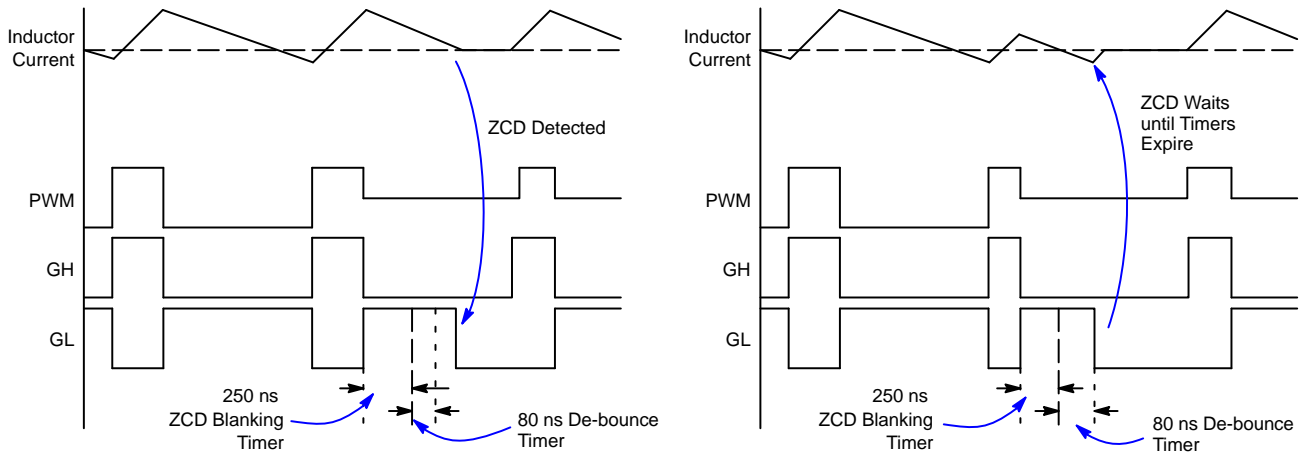 Inductor
Current
ZCD Detected
PWM
GH
GL
250 ns
ZCD Blanking
Timer
80 ns De-bounce
Timer
Inductor
Current
ZCD Waits
until Timers
Expire
PWM
GH
GL
250 ns
ZCD Blanking
Timer
80 ns De-bounce
Timer